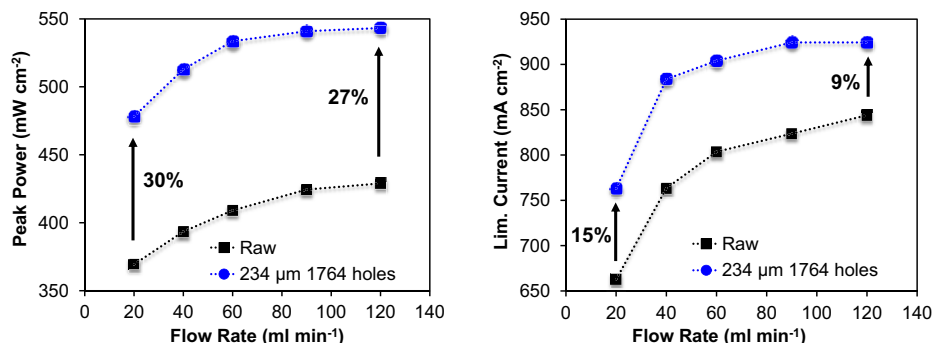 Peak Power (mW cm⁻²)
550
500
450
400
350
30%
27%
Raw
234 µm 1764 holes
0 20 40 60 80 100 120 140
Flow Rate (ml min⁻¹)
Lim. Current (mA cm⁻²)
950
900
850
800
750
700
650
15%
9%
Raw
234 µm 1764 holes
0 20 40 60 80 100 120 140
Flow Rate (ml min⁻¹)